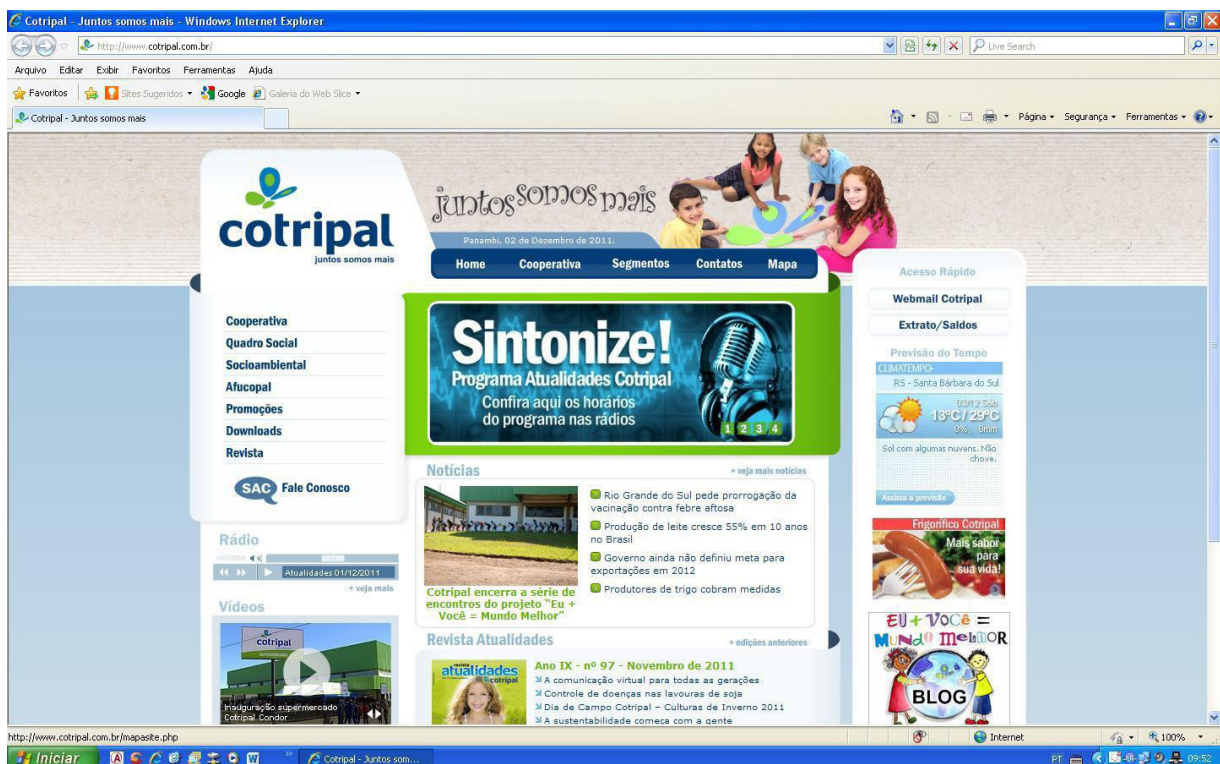 Cotripal - Juntos somos mais - Windows Internet Explorer
http://www.cotripal.com.br/
Live Search
Arquivo Editar Exibir Favoritos Ferramentas Ajuda
Favoritos Sites Sugeridos Google Galeria do Web Slice
Cotripal - Juntos somos mais
Página Segurança Ferramentas
cotripal
juntos somos mais
juntos somos mais
Panambi, 02 de Dezembro de 2011.
Home Cooperativa Segmentos Contatos Mapa
Cooperativa
Quadro Social
Socioambiental
Afucopal
Promoções
Downloads
Revista
SAC Fale Conosco
Rádio
Atualidades 01/12/2011
+ veja mais
Vídeos
cotripal
Inauguração supermercado
Cotripal Condor
Sintonize!
Programa Atualidades Cotripal
Confira aqui os horários
do programa nas rádios
1 2 3 4
Notícias
+ veja mais notícias
Cotripal encerra a série de
encontros do projeto “Eu +
Você = Mundo Melhor”
Rio Grande do Sul pede prorrogação da
vacinação contra febre aftosa
Produção de leite cresce 55% em 10 anos
no Brasil
Governo ainda não definiu meta para
exportações em 2012
Produtores de trigo cobram medidas
Revista Atualidades
+ edições anteriores
atualidades
cotripal
Ano IX - nº 97 - Novembro de 2011
A comunicação virtual para todas as gerações
Controle de doenças nas lavouras de soja
Dia de Campo Cotripal - Culturas de Inverno 2011
A sustentabilidade começa com a gente
Acesso Rápido
Webmail Cotripal
Extrato/Saldos
Previsão do Tempo
CLIMATEMPO
RS - Santa Bárbara do Sul
03/12 Sáb
13ºC/29ºC
0%, 0mm
Sol com algumas nuvens. Não
chove.
Assista a previsão
Frigorífico Cotripal
Mais sabor
para
sua vida!
EU + VOCÊ =
MUNDO MELHOR
BLOG
http://www.cotripal.com.br/mapasite.php
Internet
100%
Iniciar
Cotripal - Juntos som...
PT
09:52